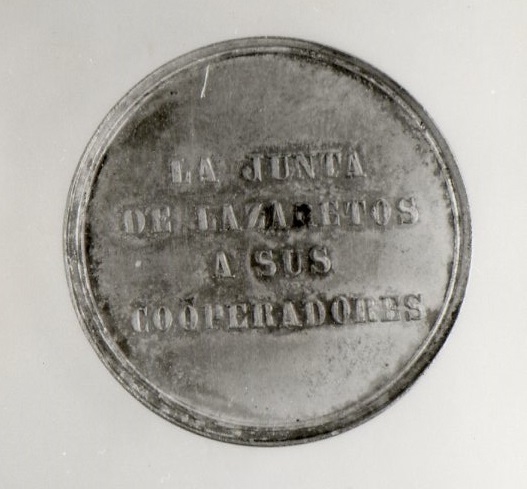 LA JUNTA
DE LAZARETOS
A SUS
COOPERADORES